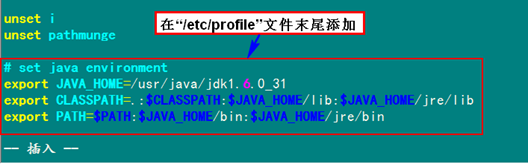 在“/etc/profile”文件末尾添加
unset i
unset pathmunge
# set java environment
export JAVA_HOME=/usr/java/jdk1.6.0_31
export CLASSPATH=.:$CLASSPATH:$JAVA_HOME/lib:$JAVA_HOME/jre/lib
export PATH=$PATH:$JAVA_HOME/bin:$JAVA_HOME/jre/bin
-- 插入 --